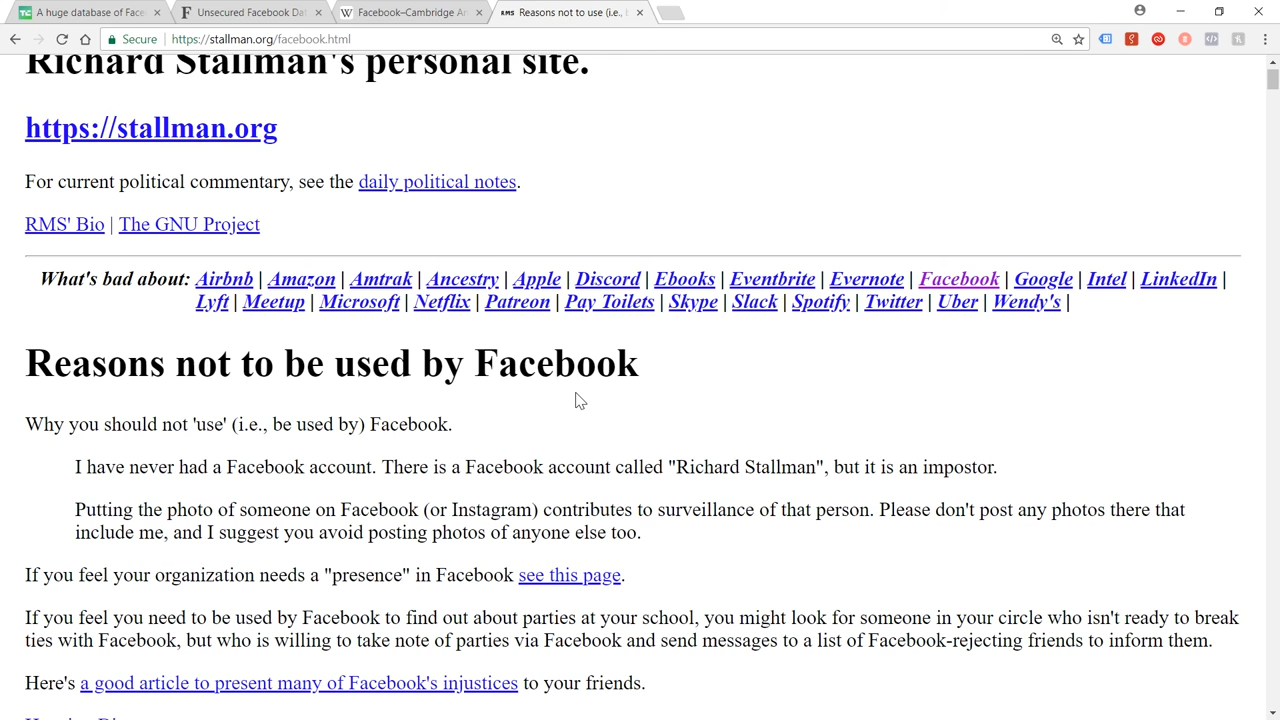 A huge database of Facel
Unsecured Facebook Dat
Facebook–Cambridge An
Reasons not to use (i.e., b
Secure https://stallman.org/facebook.html
Richard Stallman's personal site.
https://stallman.org
For current political commentary, see the daily political notes.
RMS' Bio | The GNU Project
What's bad about: Airbnb | Amazon | Amtrak | Ancestry | Apple | Discord | Ebooks | Eventbrite | Evernote | Facebook | Google | Intel | LinkedIn |
Lyft | Meetup | Microsoft | Netflix | Patreon | Pay Toilets | Skype | Slack | Spotify | Twitter | Uber | Wendy's |
Reasons not to be used by Facebook
Why you should not 'use' (i.e., be used by) Facebook.
I have never had a Facebook account. There is a Facebook account called "Richard Stallman", but it is an impostor.
Putting the photo of someone on Facebook (or Instagram) contributes to surveillance of that person. Please don't post any photos there that
include me, and I suggest you avoid posting photos of anyone else too.
If you feel your organization needs a "presence" in Facebook see this page.
If you feel you need to be used by Facebook to find out about parties at your school, you might look for someone in your circle who isn't ready to break
ties with Facebook, but who is willing to take note of parties via Facebook and send messages to a list of Facebook-rejecting friends to inform them.
Here's a good article to present many of Facebook's injustices to your friends.